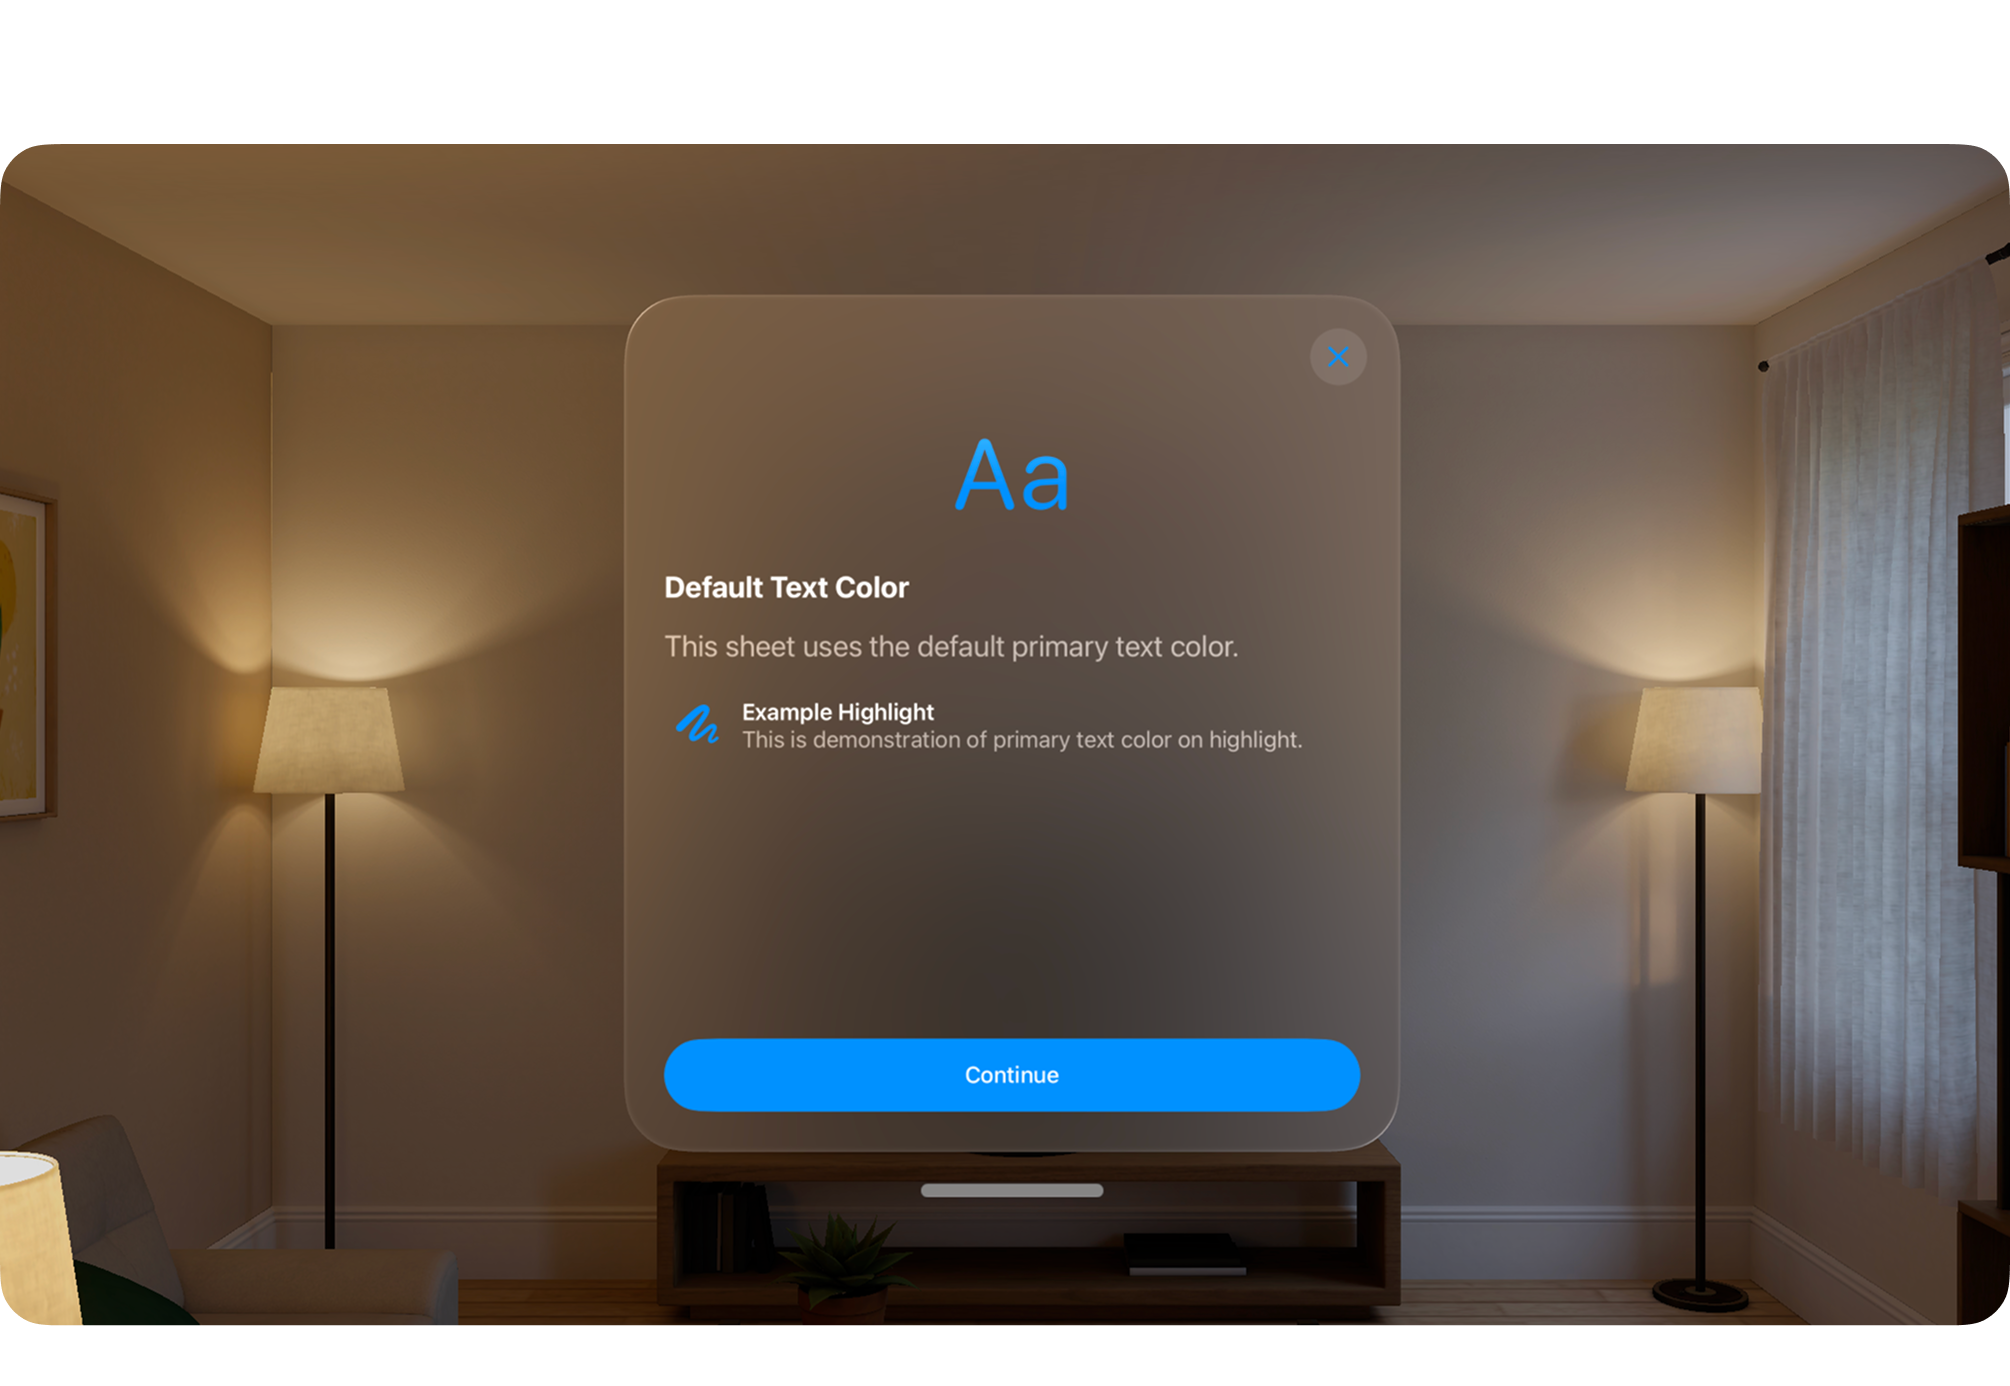 Aa
Default Text Color
This sheet uses the default primary text color.
Example Highlight
This is demonstration of primary text color on highlight.
Continue